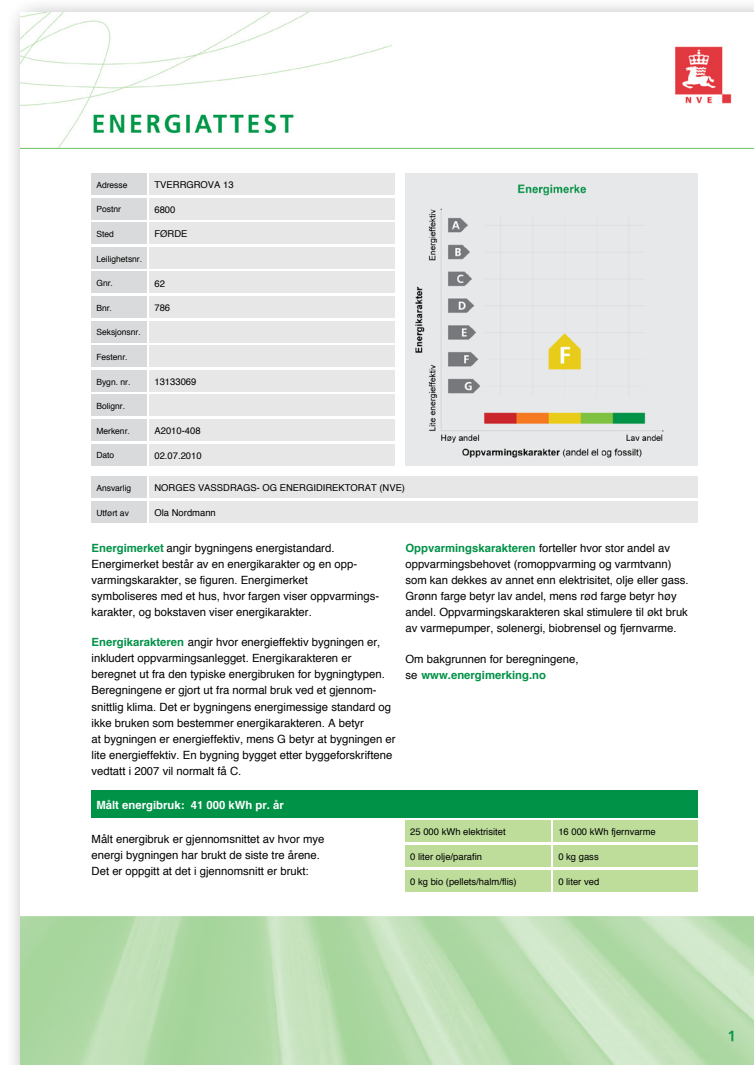 NVE
ENERGIATTEST
Adresse TVERRGROVA 13
Postnr 6800
Sted FØRDE
Leilighetsnr.
Gnr. 62
Bnr. 786
Seksjonsnr.
Festenr.
Bygn. nr. 13133069
Bolignr.
Merkenr. A2010-408
Dato 02.07.2010
Energimerke
Energikarakter
Energieffektiv
Lite energieffektiv
A
B
C
D
E
F
F
G
Høy andel Lav andel
Oppvarmingskarakter (andel el og fossilt)
Ansvarlig NORGES VASSDRAGS- OG ENERGIDIREKTORAT (NVE)
Utført av Ola Nordmann
Energimerket angir bygningens energistandard.
Energimerket består av en energikarakter og en opp-
varmingskarakter, se figuren. Energimerket
symboliseres med et hus, hvor fargen viser oppvarmings-
karakter, og bokstaven viser energikarakter.
Energikarakteren angir hvor energieffektiv bygningen er,
inkludert oppvarmingsanlegget. Energikarakteren er
beregnet ut fra den typiske energibruken for bygningtypen.
Beregningene er gjort ut fra normal bruk ved et gjennom-
snittlig klima. Det er bygningens energimessige standard og
ikke bruken som bestemmer energikarakteren. A betyr
at bygningen er energieffektiv, mens G betyr at bygningen er
lite energieffektiv. En bygning bygget etter byggeforskriftene
vedtatt i 2007 vil normalt få C.
Oppvarmingskarakteren forteller hvor stor andel av
oppvarmingsbehovet (romoppvarming og varmtvann)
som kan dekkes av annet enn elektrisitet, olje eller gass.
Grønn farge betyr lav andel, mens rød farge betyr høy
andel. Oppvarmingskarakteren skal stimulere til økt bruk
av varmepumper, solenergi, biobrensel og fjernvarme.
Om bakgrunnen for beregningene,
se www.energimerking.no
Målt energibruk: 41 000 kWh pr. år
Målt energibruk er gjennomsnittet av hvor mye
energi bygningen har brukt de siste tre årene.
Det er oppgitt at det i gjennomsnitt er brukt:
25 000 kWh elektrisitet 16 000 kWh fjernvarme
0 liter olje/parafin 0 kg gass
0 kg bio (pellets/halm/flis) 0 liter ved
1